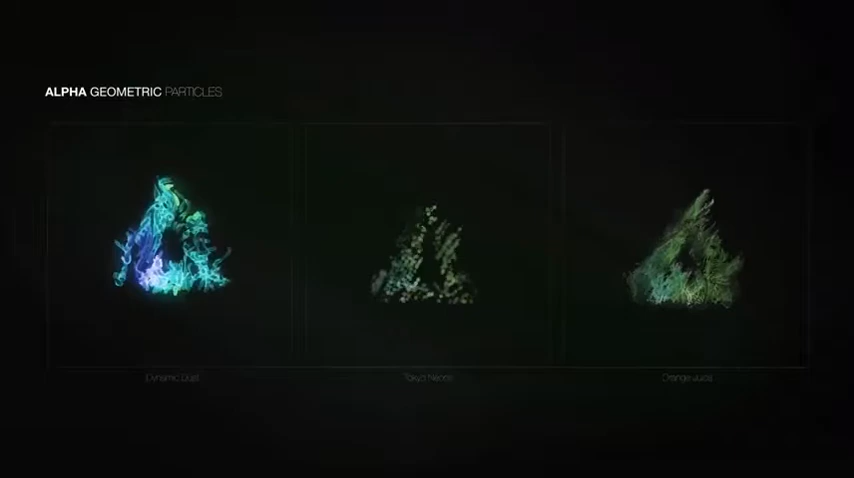 ALPHA GEOMETRIC PARTICLES
Dynamic Dust
Tokyo Neons
Orange Juice